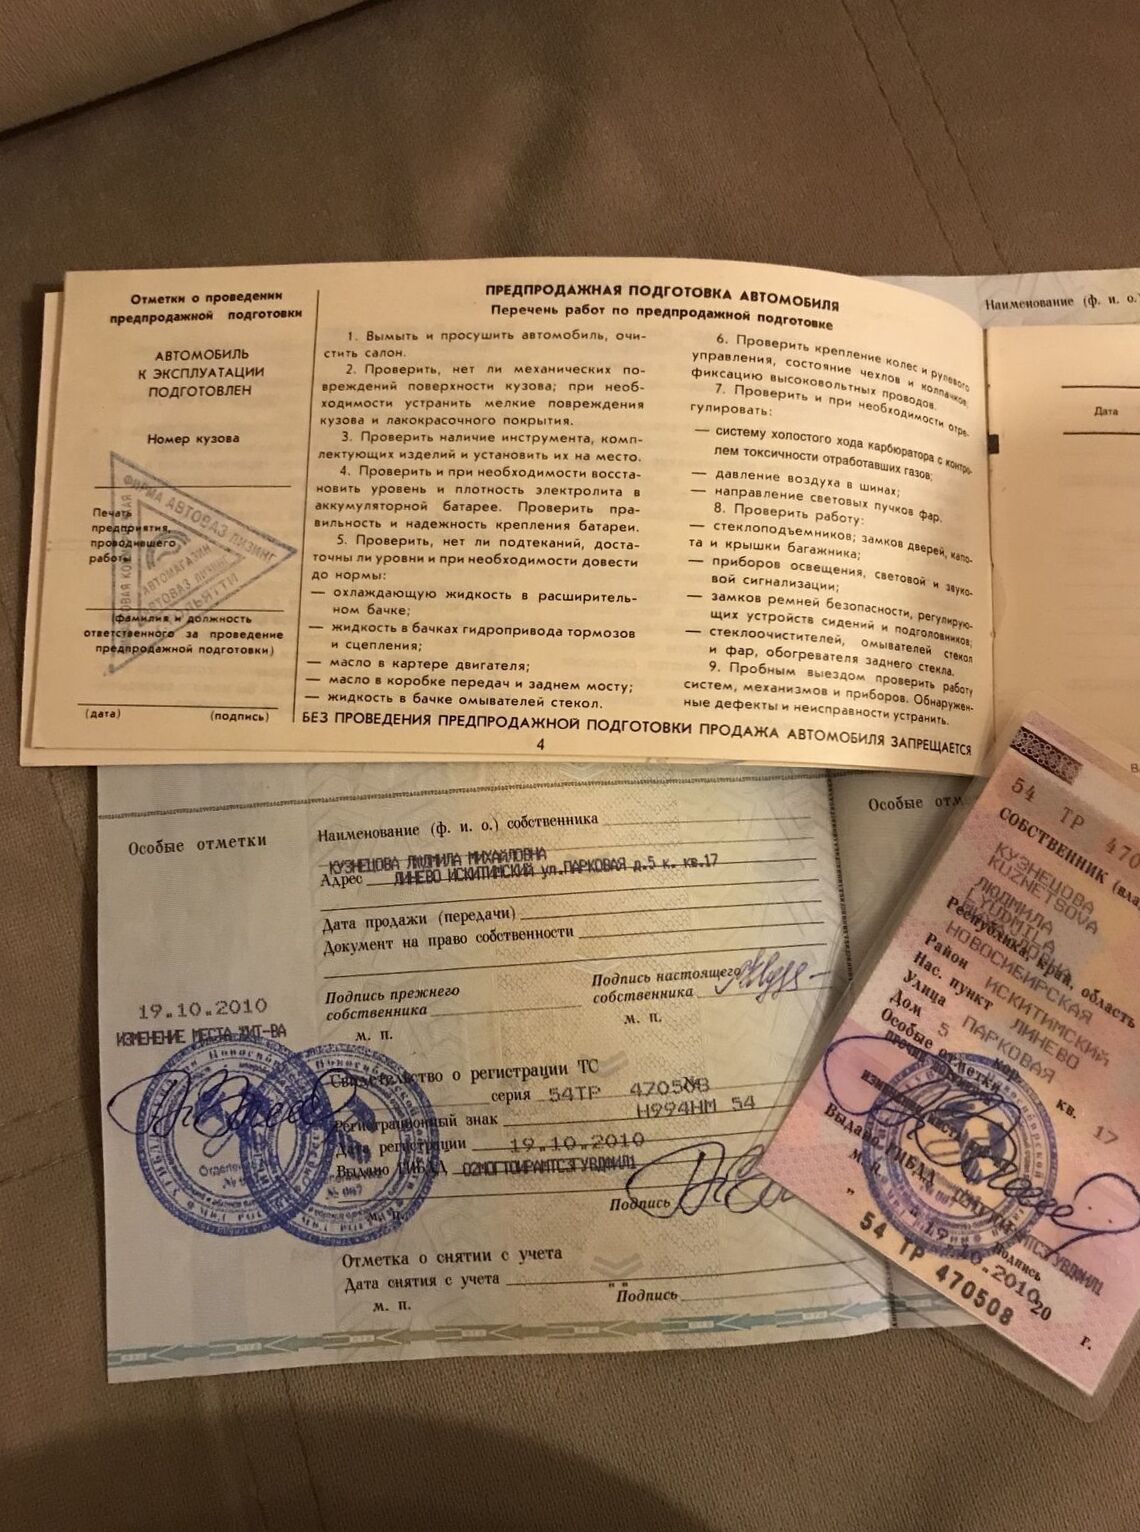 Отметки о проведении
предпродажной подготовки
АВТОМОБИЛЬ
К ЭКСПЛУАТАЦИИ
ПОДГОТОВЛЕН
Номер кузова
Печать
предприятия,
проводившего
работы
(фамилия и должность
ответственного за проведение
предпродажной подготовки)
(дата) (подпись)
ФИРМА АВТОВАЗ ЛИЗИНГ
АВТОМАГАЗИН
ТОЛЬЯТТИ
ПРЕДПРОДАЖНАЯ ПОДГОТОВКА АВТОМОБИЛЯ
Перечень работ по предпродажной подготовке
1. Вымыть и просушить автомобиль, очи-
стить салон.
2. Проверить, нет ли механических по-
вреждений поверхности кузова; при необ-
ходимости устранить мелкие повреждения
кузова и лакокрасочного покрытия.
3. Проверить наличие инструмента, комп-
лектующих изделий и установить их на место.
4. Проверить и при необходимости восста-
новить уровень и плотность электролита в
аккумуляторной батарее. Проверить пра-
вильность и надежность крепления батареи.
5. Проверить, нет ли подтеканий, доста-
точны ли уровни и при необходимости довести
до нормы:
— охлаждающую жидкость в расширитель-
ном бачке;
— жидкость в бачках гидропривода тормозов
и сцепления;
— масло в картере двигателя;
— масло в коробке передач и заднем мосту;
— жидкость в бачке омывателей стекол.
6. Проверить крепление колес и рулевого
управления, состояние чехлов и колпачков,
фиксацию высоковольтных проводов.
7. Проверить и при необходимости отре-
гулировать:
— систему холостого хода карбюратора с контро-
лем токсичности отработавших газов;
— давление воздуха в шинах;
— направление световых пучков фар.
8. Проверить работу:
— стеклоподъемников; замков дверей, капо-
та и крышки багажника;
— приборов освещения, световой и звуко-
вой сигнализации;
— замков ремней безопасности, регулирую-
щих устройств сидений и подголовников;
— стеклоочистителей, омывателей стекол
и фар, обогревателя заднего стекла.
9. Пробным выездом проверить работу
систем, механизмов и приборов. Обнаружен-
ные дефекты и неисправности устранить.
БЕЗ ПРОВЕДЕНИЯ ПРЕДПРОДАЖНОЙ ПОДГОТОВКИ ПРОДАЖА АВТОМОБИЛЯ ЗАПРЕЩАЕТСЯ
4
Наименование (ф. и. о.)
Дата
Особые отметки
19.10.2010
ИЗМЕНЕНИЕ МЕСТА ЖИТ-ВА
Наименование (ф. и. о.) собственника
КУЗНЕЦОВА ЛЮДМИЛА МИХАЙЛОВНА
Адрес ЛИНЕВО ИСКИТИМСКИЙ ул.ПАРКОВАЯ д.5 к. кв.17
Дата продажи (передачи)
Документ на право собственности
Подпись прежнего
собственника
Подпись настоящего
собственника
м. п. м. п.
Свидетельство о регистрации ТС
серия 54ТР № 470508
Регистрационный знак Н994НМ 54
Дата регистрации 19.10.2010
Выдано ГИБДД
м. п. Подпись
Отметка о снятии с учета
Дата снятия с учета " "
м. п. Подпись
Особые отм
54 ТР 470
СОБСТВЕННИК (вла
КУЗНЕЦОВА
KUZNETSOVA
ЛЮДМИЛА
LYUDMILA
Республика, край, область
НОВОСИБИРСКАЯ
Район ИСКИТИМСКИЙ
Нас. пункт ЛИНЕВО
Улица ПАРКОВАЯ
Дом 5 кор. кв. 17
Особые отметки
Выдано ГИБДД
м. п. Подпись
" 19.10.2010 20 г.
54 ТР 470508